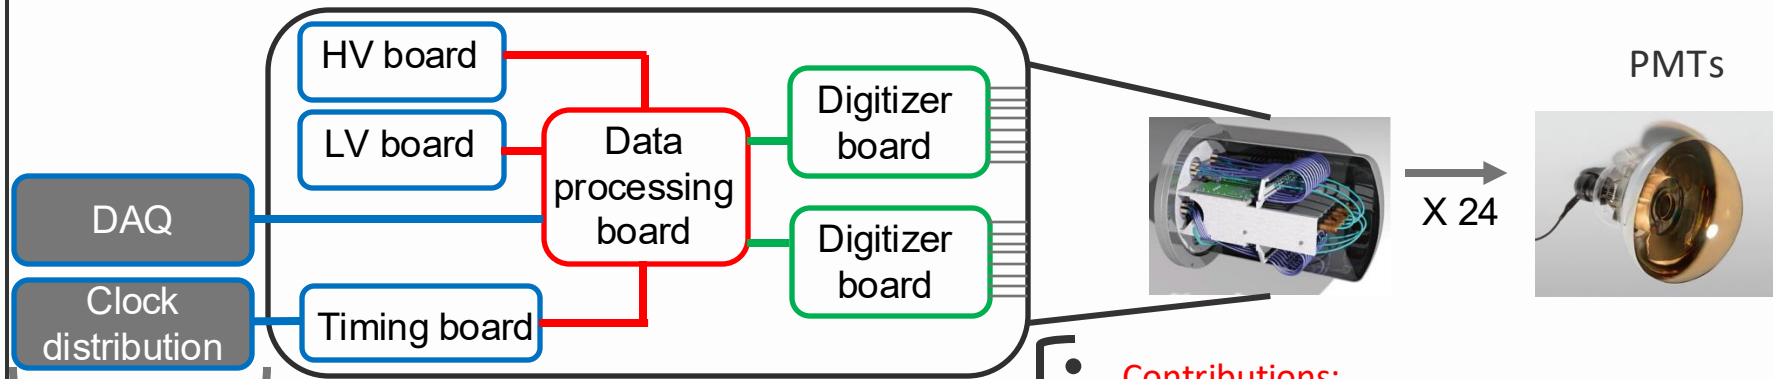 HV board
LV board
DAQ
Clock
distribution
Timing board
Data
processing
board
Digitizer
board
Digitizer
board
X 24
PMTs
Contributions: